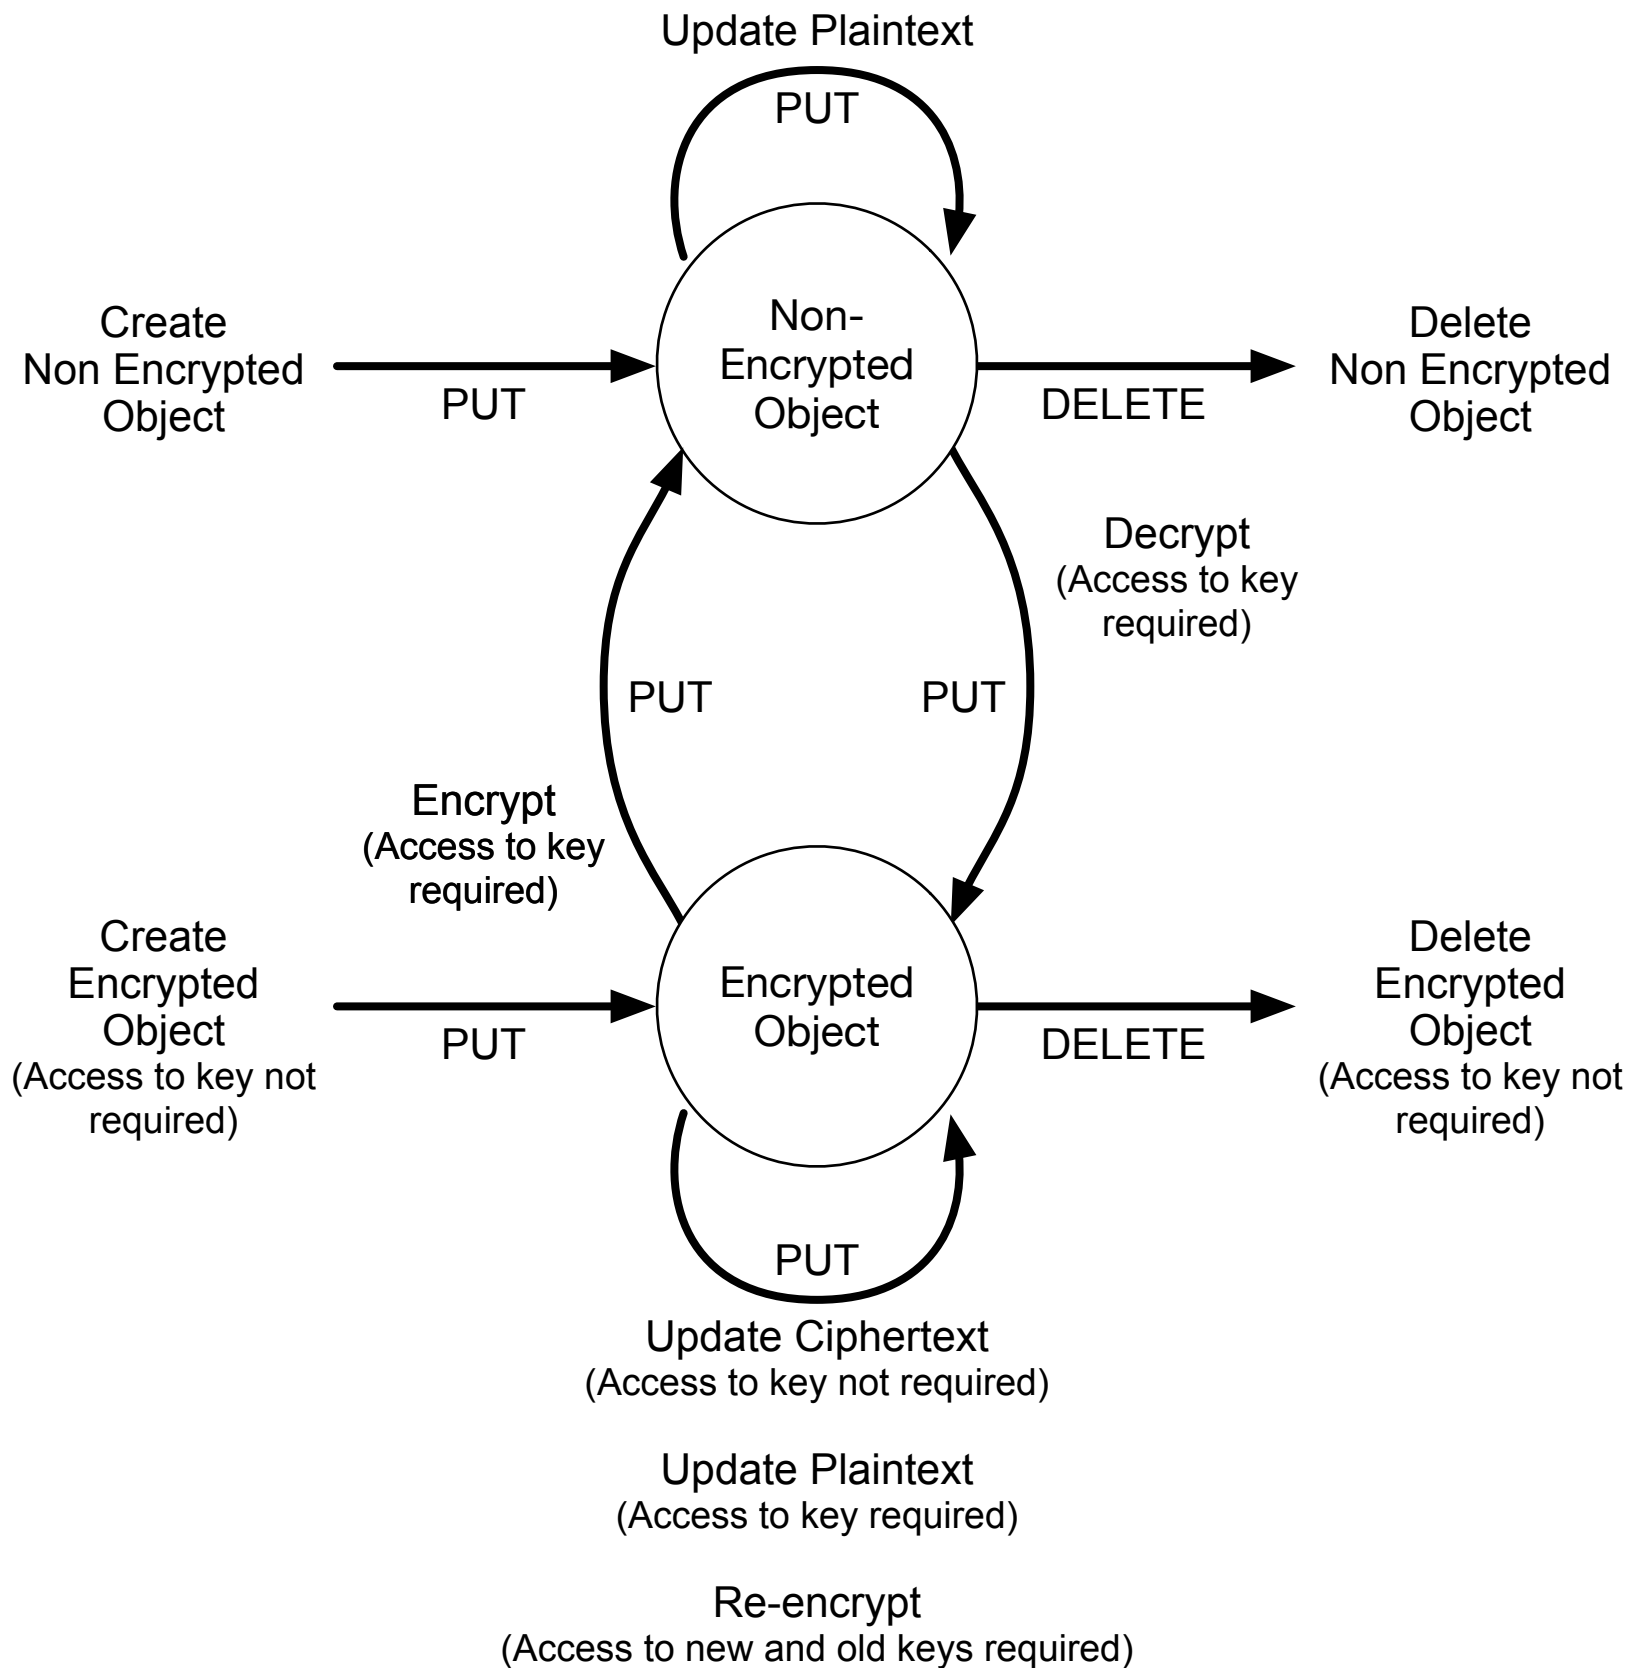 Update Plaintext
PUT
Create
Non Encrypted
Object
PUT
Non-
Encrypted
Object
DELETE
Delete
Non Encrypted
Object
Decrypt
(Access to key
required)
PUT
PUT
Encrypt
(Access to key
required)
Create
Encrypted
Object
(Access to key not
required)
PUT
Encrypted
Object
DELETE
Delete
Encrypted
Object
(Access to key not
required)
PUT
Update Ciphertext
(Access to key not required)
Update Plaintext
(Access to key required)
Re-encrypt
(Access to new and old keys required)